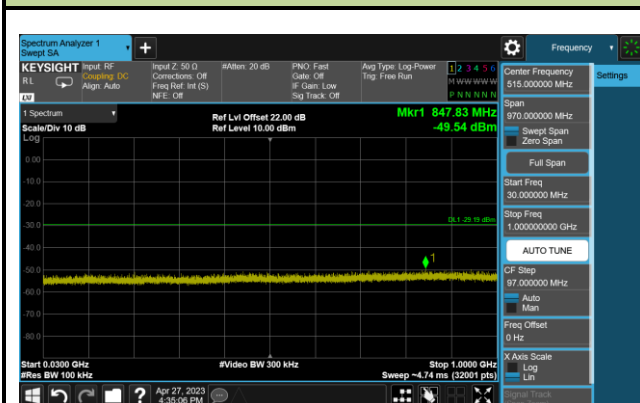 Spectrum Analyzer 1
Swept SA
Frequency
KEYSIGHT
RL
Input: RF
Coupling: DC
Align: Auto
Input Z: 50 Ω
Corrections: Off
Freq Ref: Int (S)
NFE: Off
#Atten: 20 dB
PNO: Fast
Gate: Off
IF Gain: Low
Sig Track: Off
Avg Type: Log-Power
Trig: Free Run
1 2 3 4 5 6
M W W W W W
P N N N N N
Center Frequency
515.000000 MHz
Settings
1 Spectrum
Scale/Div 10 dB
Log
Ref Lvl Offset 22.00 dB
Ref Level 10.00 dBm
Mkr1 847.83 MHz
-49.54 dBm
Span
970.000000 MHz
Swept Span
Zero Span
Full Span
Start Freq
30.000000 MHz
Stop Freq
1.000000000 GHz
AUTO TUNE
CF Step
97.000000 MHz
Auto
Man
Freq Offset
0 Hz
X Axis Scale
Log
Lin
Signal Track
0.00
-10.0
-20.0
-30.0
DL1 -29.19 dBm
-40.0
1
-50.0
-60.0
-70.0
-80.0
Start 0.0300 GHz
#Res BW 100 kHz
#Video BW 300 kHz
Stop 1.0000 GHz
Sweep ~4.74 ms (32001 pts)
Apr 27, 2023
4:35:06 PM